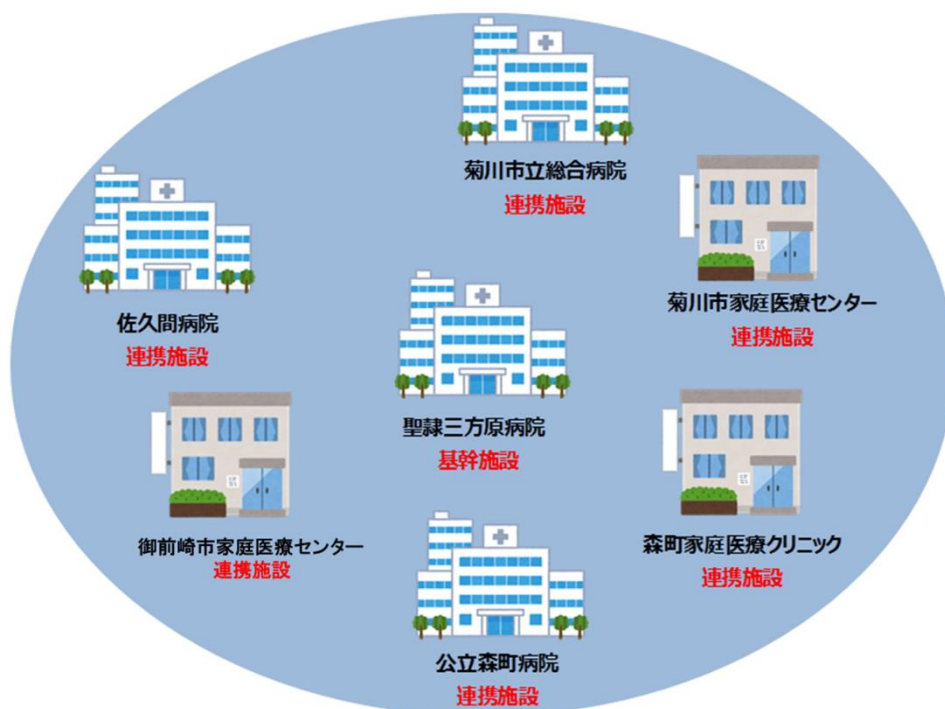 菊川市立総合病院
連携施設
菊川市家庭医療センター
連携施設
佐久間病院
連携施設
聖隷三方原病院
基幹施設
御前崎市家庭医療センター
連携施設
森町家庭医療クリニック
連携施設
公立森町病院
連携施設